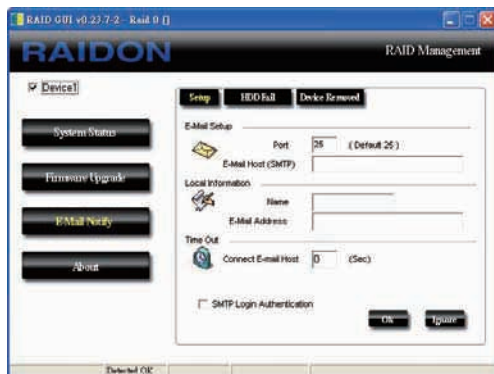 RAID GUI v0.23.7-2 - Raid 0 []
RAIDON
RAID Management
Device1
System Status
Firmware Upgrade
E Mail Notify
About
Setup HDD Fail Device Removed
E-Mail Setup
Port 25 ( Default 25 )
E-Mail Host (SMTP)
Local Information
Name
E-Mail Address
Time Out
Connect E-mail Host 0 (Sec)
SMTP Login Authentication
Ok Ignore
Detected OK